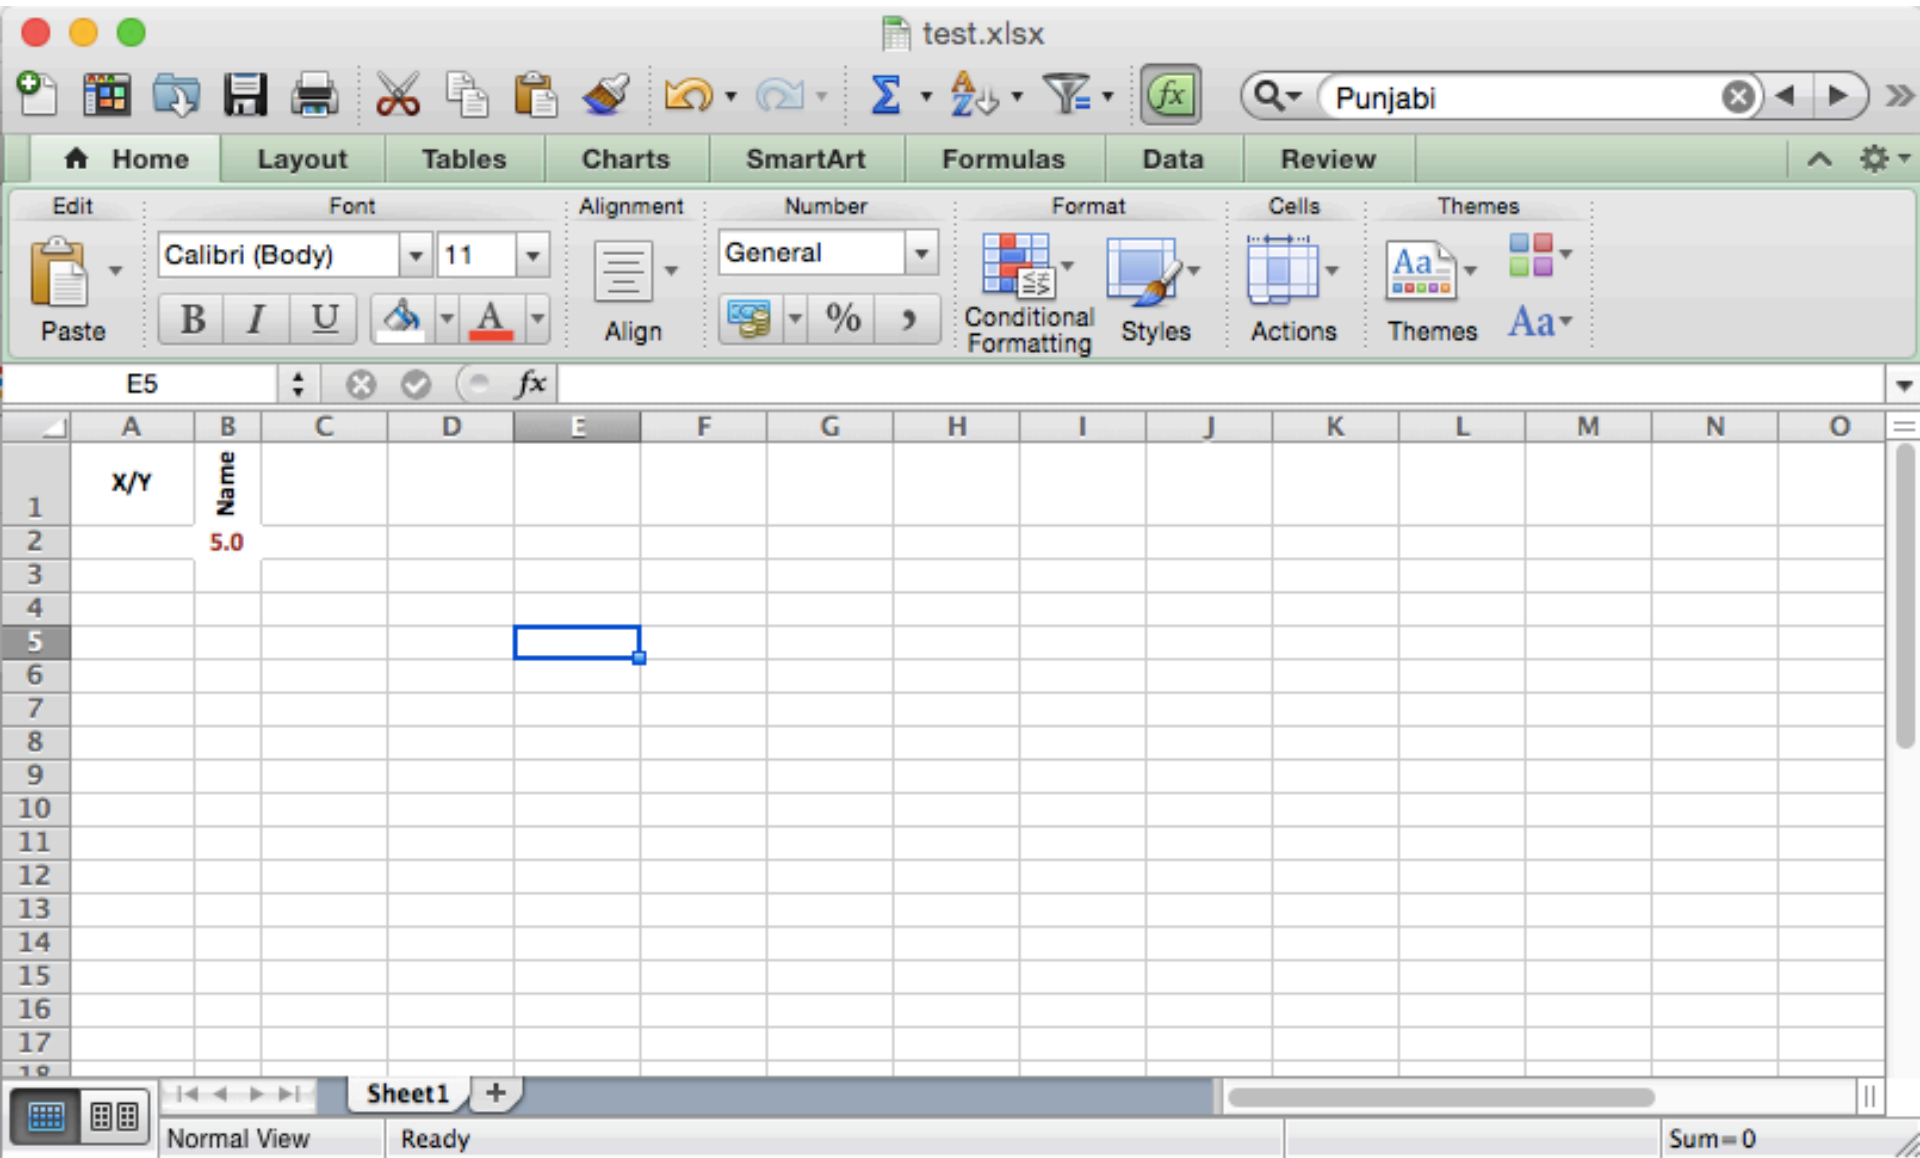 test.xlsx
Punjabi
Home Layout Tables Charts SmartArt Formulas Data Review
Edit Font Alignment Number Format Cells Themes
Calibri (Body) 11 General
B I U A % ,
Paste Align Conditional Formatting Styles Actions Themes Aa
E5 fx
A B C D E F G H I J K L M N O
1 X/Y Name
2 5.0
3
4
5
6
7
8
9
10
11
12
13
14
15
16
17
18
Sheet1 +
Normal View Ready Sum=0